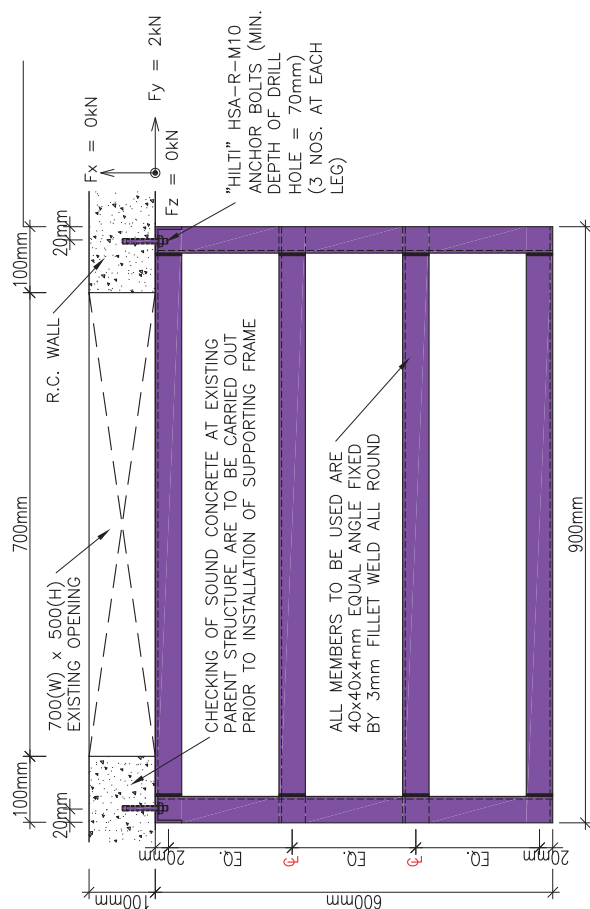 Fx = 0kN
Fy = 2kN
Fz = 0kN
"HILTI" HSA-R-M10
ANCHOR BOLTS (MIN.
DEPTH OF DRILL
HOLE = 70mm)
(3 NOS. AT EACH
LEG)
100mm
20mm
R.C. WALL
700mm
700(W) x 500(H)
EXISTING OPENING
CHECKING OF SOUND CONCRETE AT EXISTING
PARENT STRUCTURE ARE TO BE CARRIED OUT
PRIOR TO INSTALLATION OF SUPPORTING FRAME
ALL MEMBERS TO BE USED ARE
40x40x4mm EQUAL ANGLE FIXED
BY 3mm FILLET WELD ALL ROUND
900mm
100mm
20mm
100mm
600mm
20mm
EQ.
EQ.
EQ.
20mm